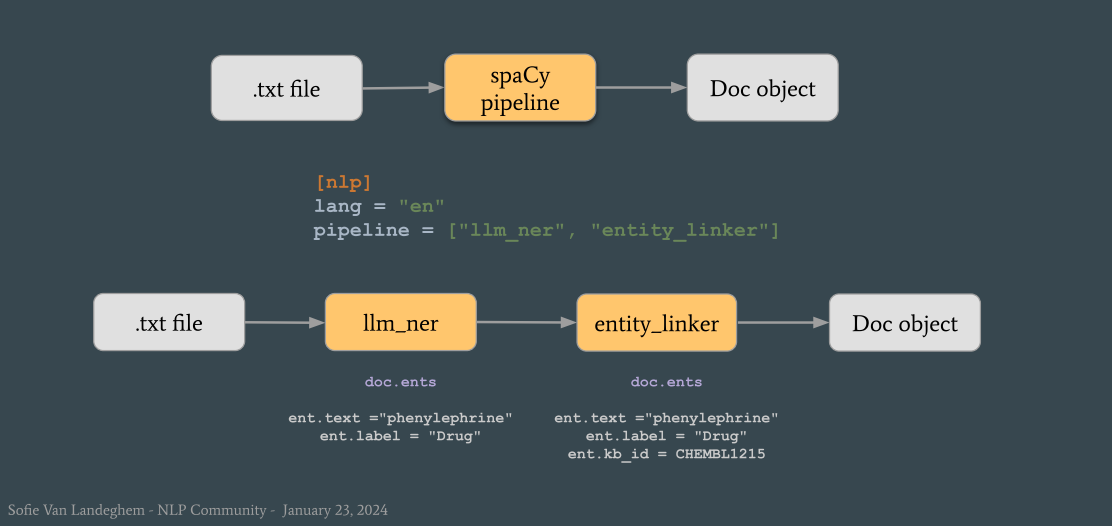 .txt file
spaCy
pipeline
Doc object
[nlp]
lang = "en"
pipeline = ["llm_ner", "entity_linker"]
.txt file
llm_ner
entity_linker
Doc object
doc.ents
ent.text ="phenylephrine"
ent.label = "Drug"
doc.ents
ent.text ="phenylephrine"
ent.label = "Drug"
ent.kb_id = CHEMBL1215
Sofie Van Landeghem - NLP Community - January 23, 2024